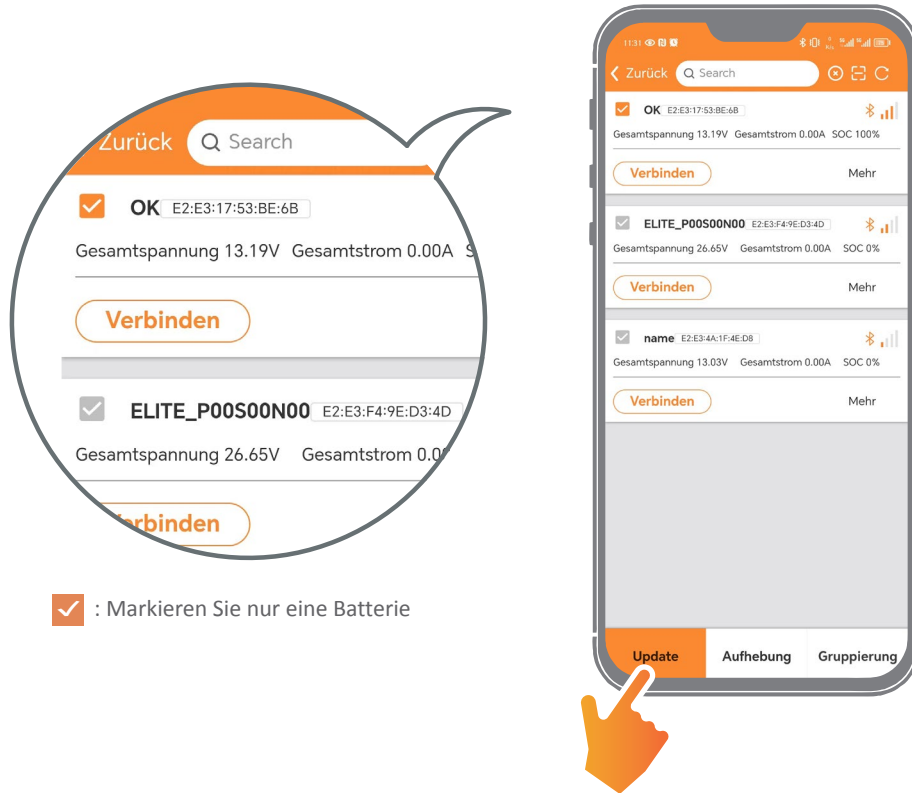 Zurück Search
OK E2:E3:17:53:BE:6B
Gesamtspannung 13.19V Gesamtstrom 0.00A
Verbinden
ELITE_P00S00N00 E2:E3:F4:9E:D3:4D
Gesamtspannung 26.65V Gesamtstrom 0.00
Verbinden
: Markieren Sie nur eine Batterie
11:31
Zurück Search
OK E2:E3:17:53:BE:6B
Gesamtspannung 13.19V Gesamtstrom 0.00A SOC 100%
Verbinden Mehr
ELITE_P00S00N00 E2:E3:F4:9E:D3:4D
Gesamtspannung 26.65V Gesamtstrom 0.00A SOC 0%
Verbinden Mehr
name E2:E3:4A:1F:4E:D8
Gesamtspannung 13.03V Gesamtstrom 0.00A SOC 0%
Verbinden Mehr
Update Aufhebung Gruppierung